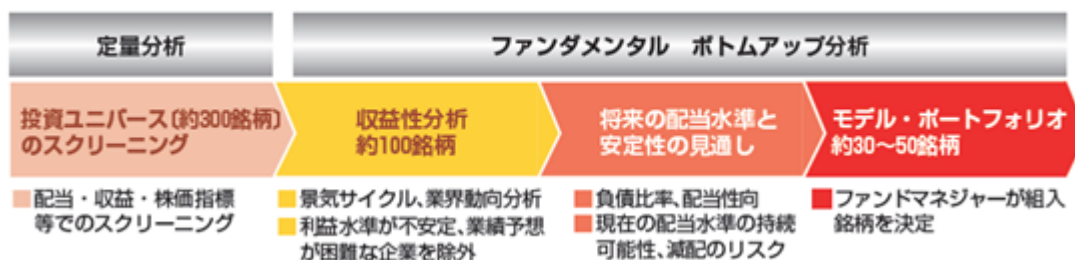 定量分析
ファンダメンタル ボトムアップ分析
投資ユニバース(約300銘柄)
のスクリーニング
収益性分析
約100銘柄
将来の配当水準と
安定性の見通し
モデル・ポートフォリオ
約30〜50銘柄
配当・収益・株価指標
等でのスクリーニング
景気サイクル、業界動向分析
利益水準が不安定、業績予想
が困難な企業を除外
負債比率、配当性向
現在の配当水準の持続
可能性、減配のリスク
ファンドマネジャーが組入
銘柄を決定